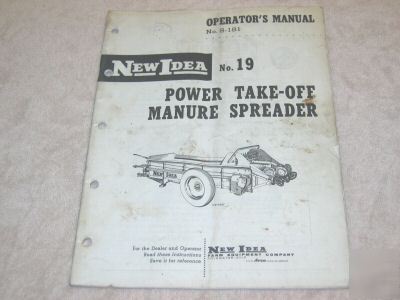 OPERATOR'S MANUAL
No. S-181
NEW IDEA No. 19
POWER TAKE-OFF
MANURE SPREADER
NEW IDEA
For the Dealer and Operator
Read these Instructions
Save it for reference
NEW IDEA
FARM EQUIPMENT COMPANY